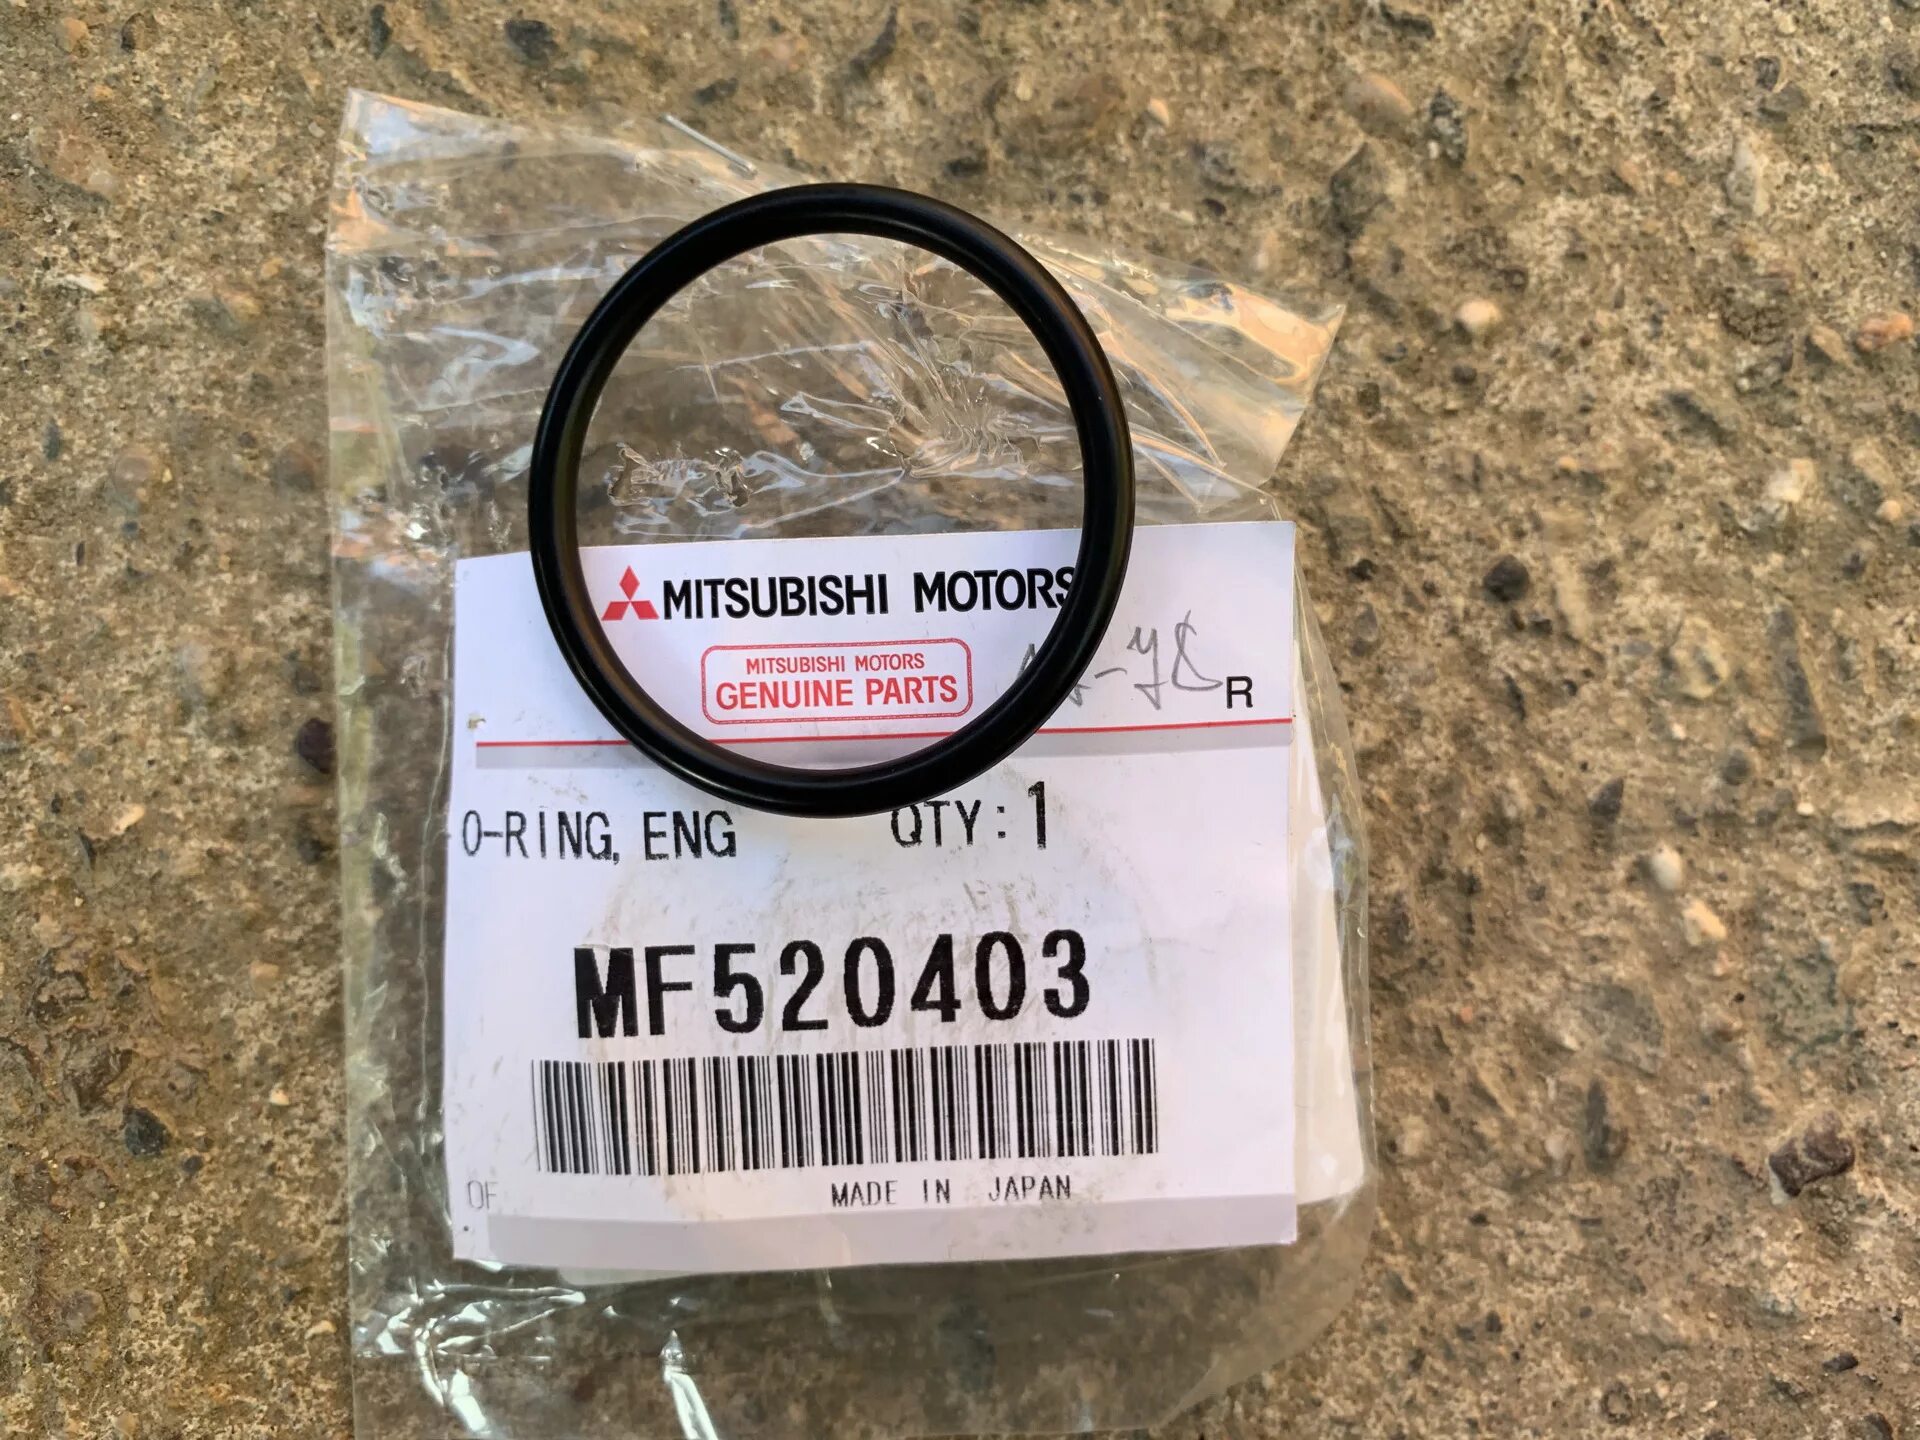 MITSUBISHI MOTORS
MITSUBISHI MOTORS
GENUINE PARTS
R
O-RING, ENG QTY: 1
MF520403
OF MADE IN JAPAN